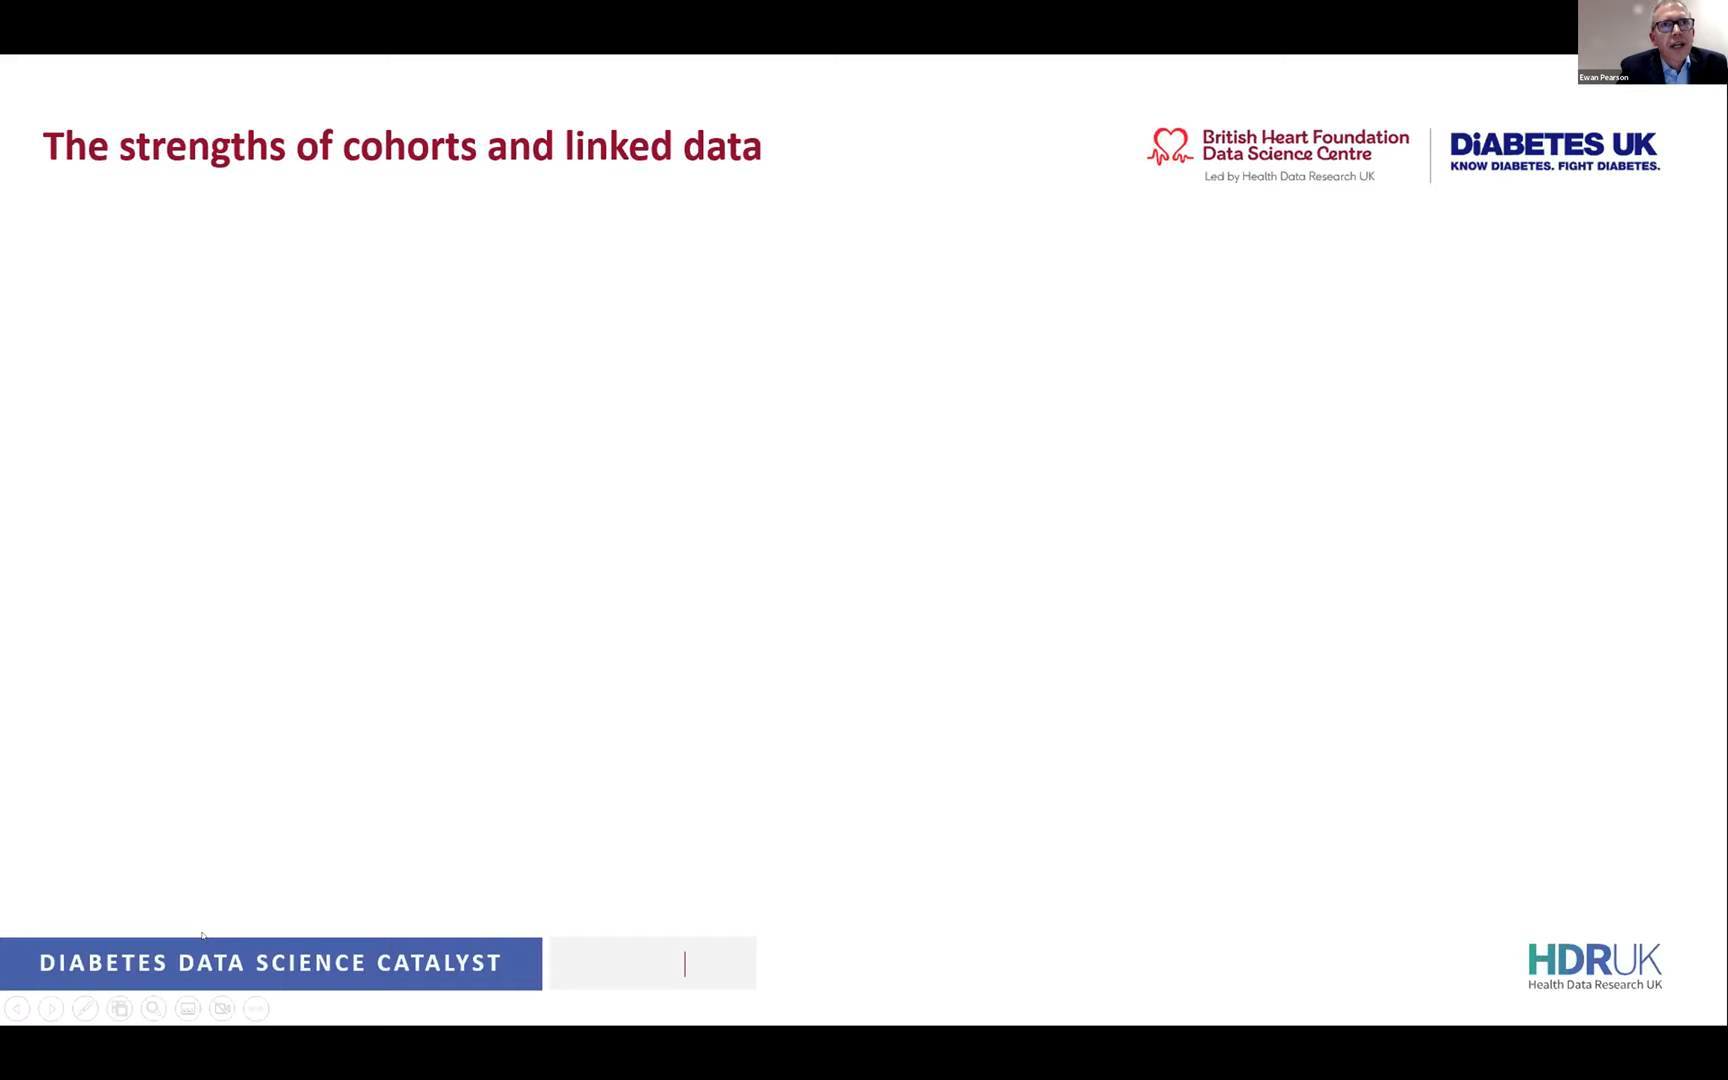 Ewan Pearson
The strengths of cohorts and linked data
British Heart Foundation
Data Science Centre
Led by Health Data Research UK
DiABETES UK
KNOW DIABETES. FIGHT DIABETES.
DIABETES DATA SCIENCE CATALYST
HDRUK
Health Data Research UK